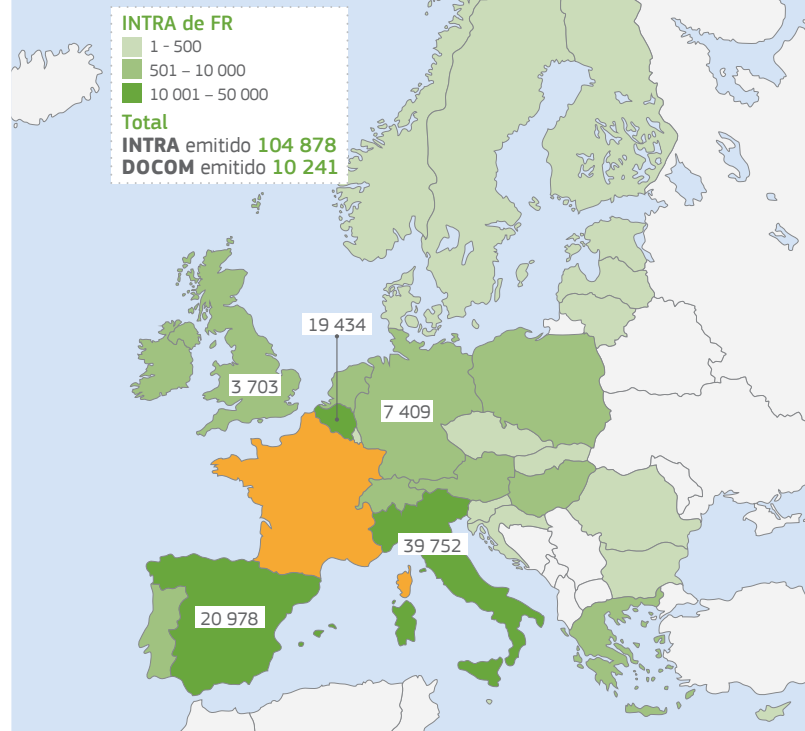 INTRA de FR
1 - 500
501 – 10 000
10 001 – 50 000
Total
INTRA emitido 104 878
DOCOM emitido 10 241
19 434
3 703
7 409
39 752
20 978